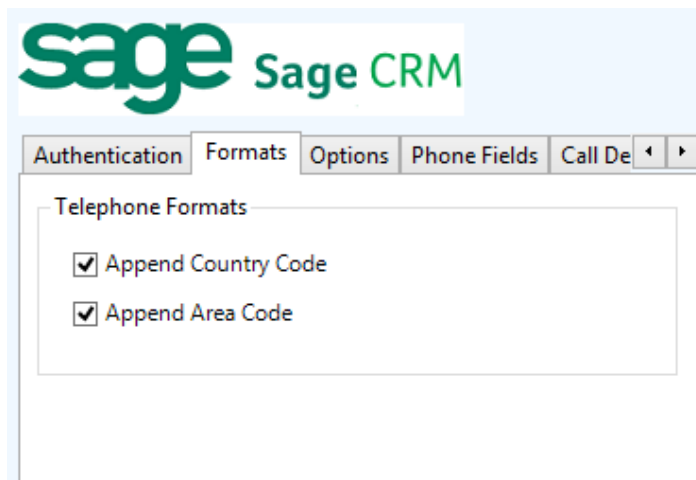 sage Sage CRM
Authentication Formats Options Phone Fields Call De
Telephone Formats
Append Country Code
Append Area Code